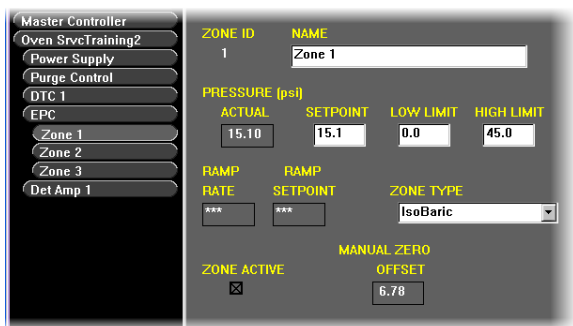 Master Controller
Oven SrvcTraining2
Power Supply
Purge Control
DTC 1
EPC
Zone 1
Zone 2
Zone 3
Det Amp 1
ZONE ID NAME
1 Zone 1
PRESSURE (psi)
ACTUAL SETPOINT LOW LIMIT HIGH LIMIT
15.10 15.1 0.0 45.0
RAMP RAMP
RATE SETPOINT ZONE TYPE
*** *** IsoBaric
MANUAL ZERO
ZONE ACTIVE OFFSET
6.78